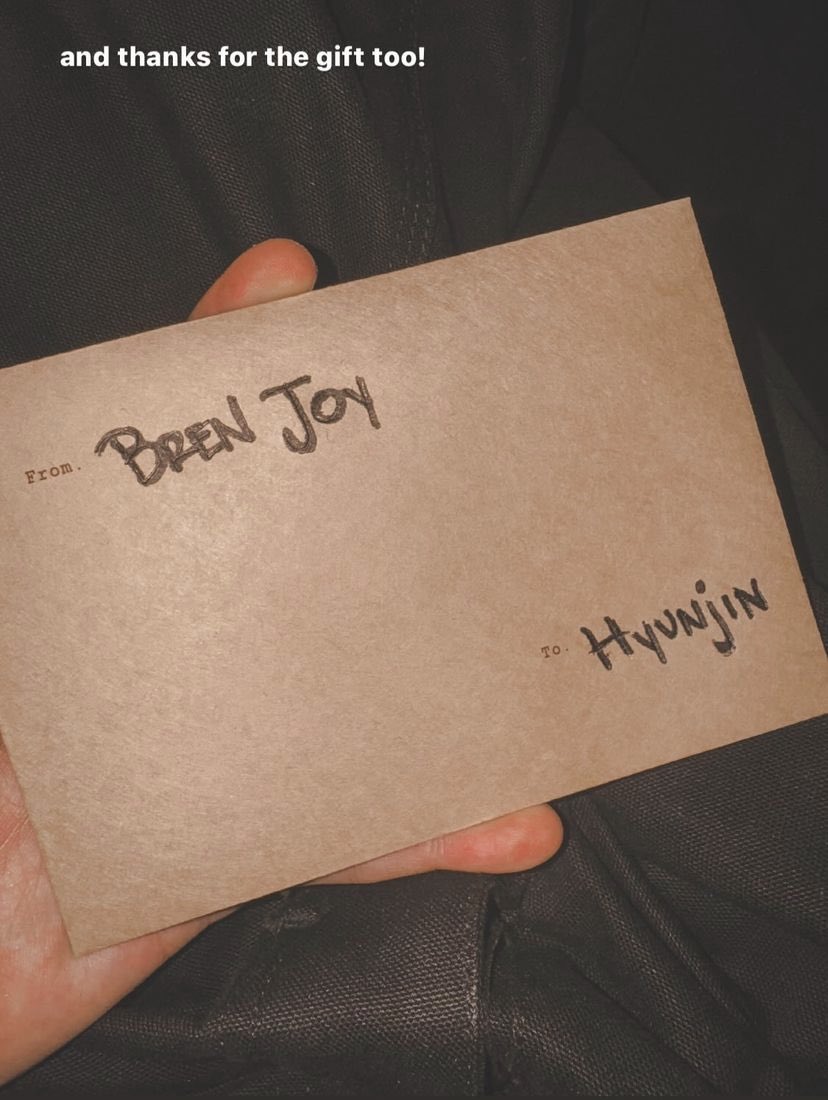 and thanks for the gift too!
From. BREN JOY
To. HyUNjIN